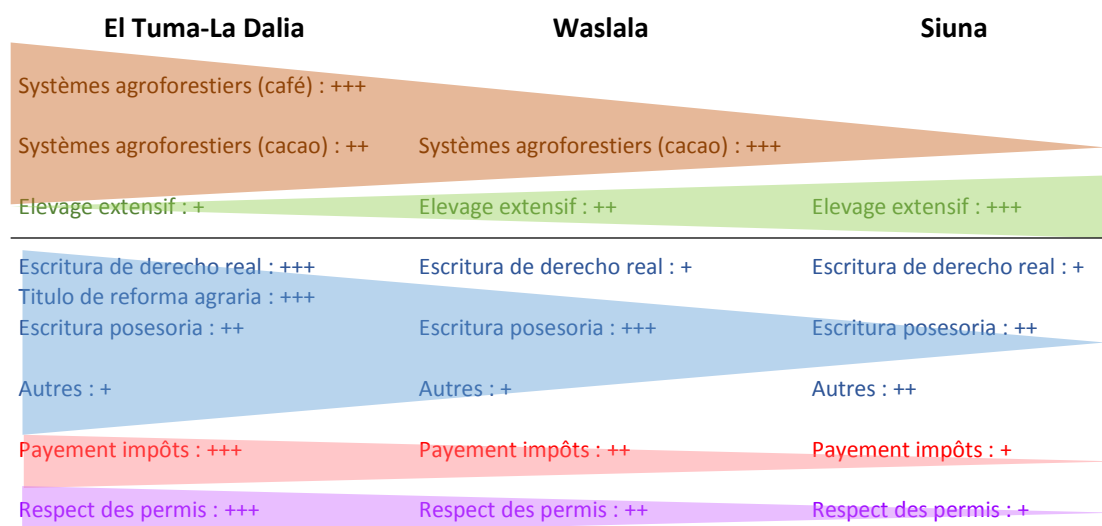 El Tuma-La Dalia Waslala Siuna
Systèmes agroforestiers (café) : +++
Systèmes agroforestiers (cacao) : ++ Systèmes agroforestiers (cacao) : +++
Elevage extensif : + Elevage extensif : ++ Elevage extensif : +++
Escritura de derecho real : +++ Escritura de derecho real : + Escritura de derecho real : +
Titulo de reforma agraria : +++
Escritura posesoria : ++ Escritura posesoria : +++ Escritura posesoria : ++
Autres : + Autres : + Autres : ++
Payement impôts : +++ Payement impôts : ++ Payement impôts : +
Respect des permis : +++ Respect des permis : ++ Respect des permis : +